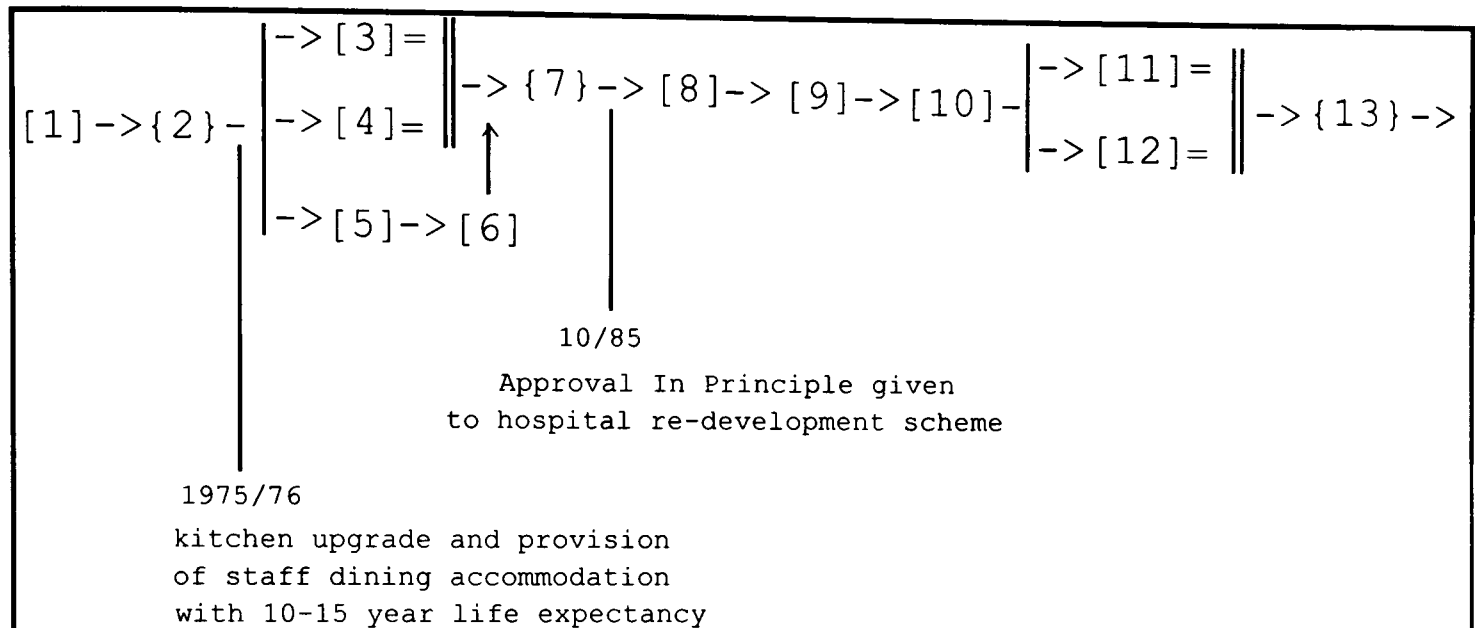 ->[3]=
->{7}->[8]->[9]->[10]-
->[11]=
[1]->{2}-
->[4]=
->{13}->
->[12]=
->[5]->[6]
10/85
Approval In Principle given
to hospital re-development scheme
1975/76
kitchen upgrade and provision
of staff dining accommodation
with 10-15 year life expectancy